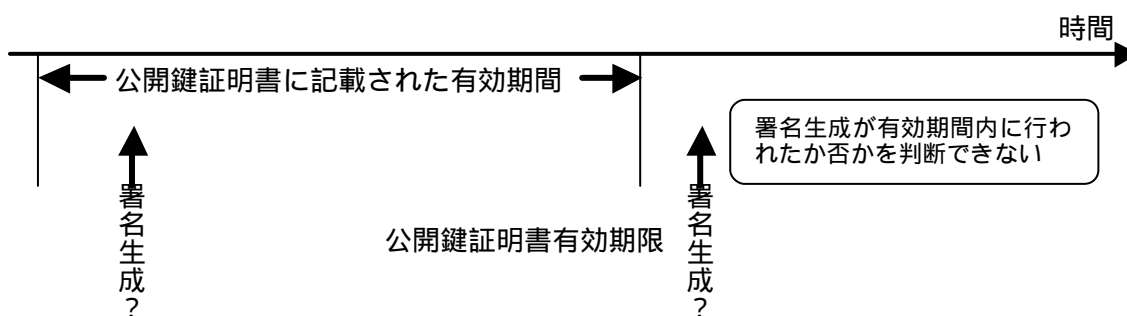 時間
公開鍵証明書に記載された有効期間
署名生成が有効期間内に行わ
れたか否かを判断できない
署名生成？
公開鍵証明書有効期限
署名生成？